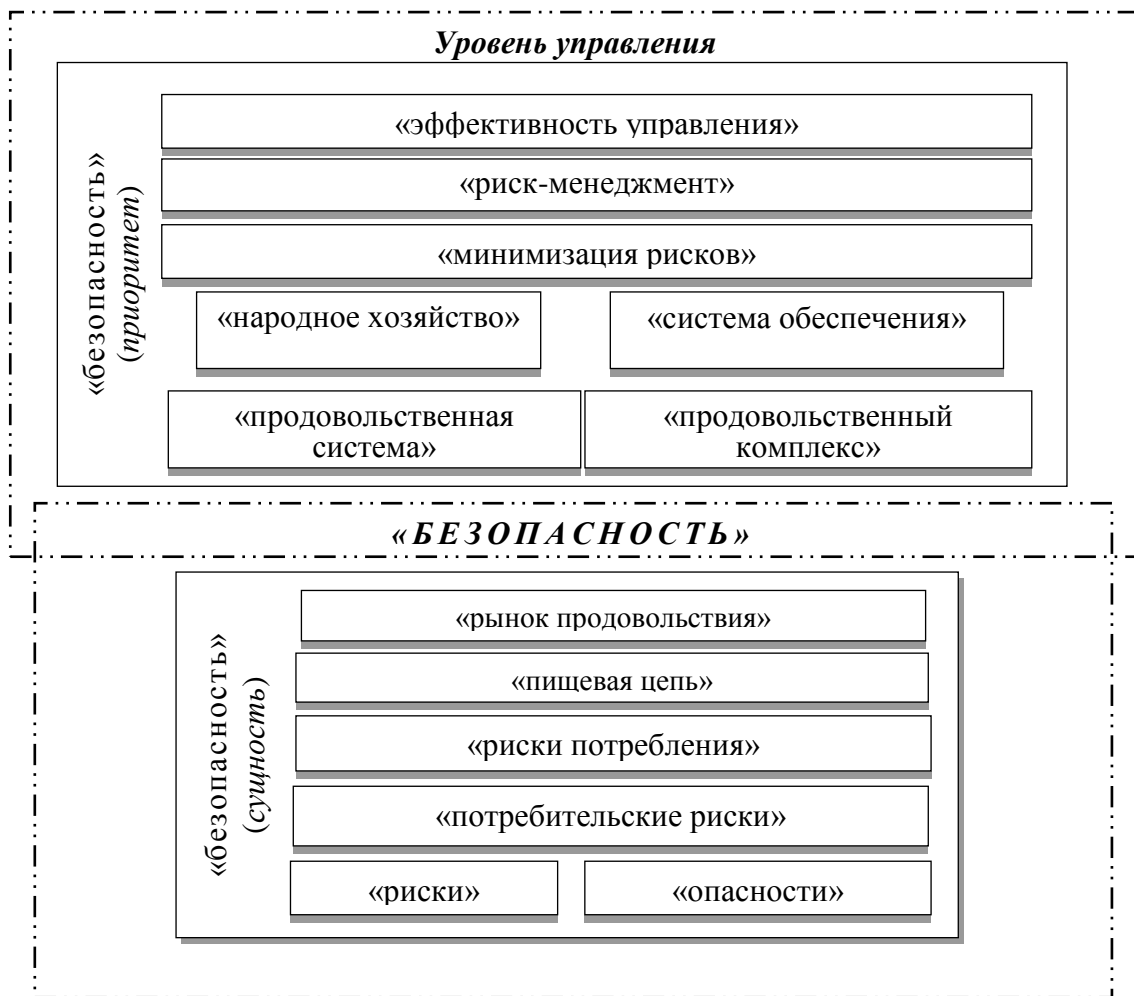 Уровень управления
«безопасность»
(приоритет)
«эффективность управления»
«риск-менеджмент»
«минимизация рисков»
«народное хозяйство»
«система обеспечения»
«продовольственная
система»
«продовольственный
комплекс»
«БЕЗОПАСНОСТЬ»
«безопасность»
(сущность)
«рынок продовольствия»
«пищевая цепь»
«риски потребления»
«потребительские риски»
«риски»
«опасности»